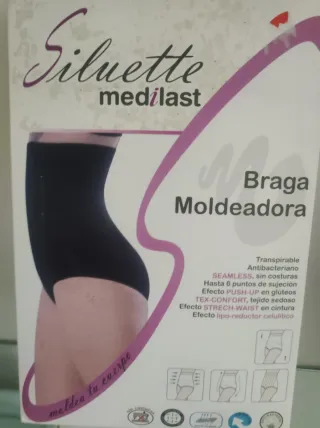 Siluette
medilast
Braga
Moldeadora
Transpirable
Antibacteriano
SEAMLESS, sin costuras
Hasta 6 puntos de sujeción
Efecto PUSH-UP en glúteos
TEX-CONFORT, tejido sedoso
Efecto STRECH-WAIST en cintura
Efecto lipo-reductor celulítico
moldea tu cuerpo